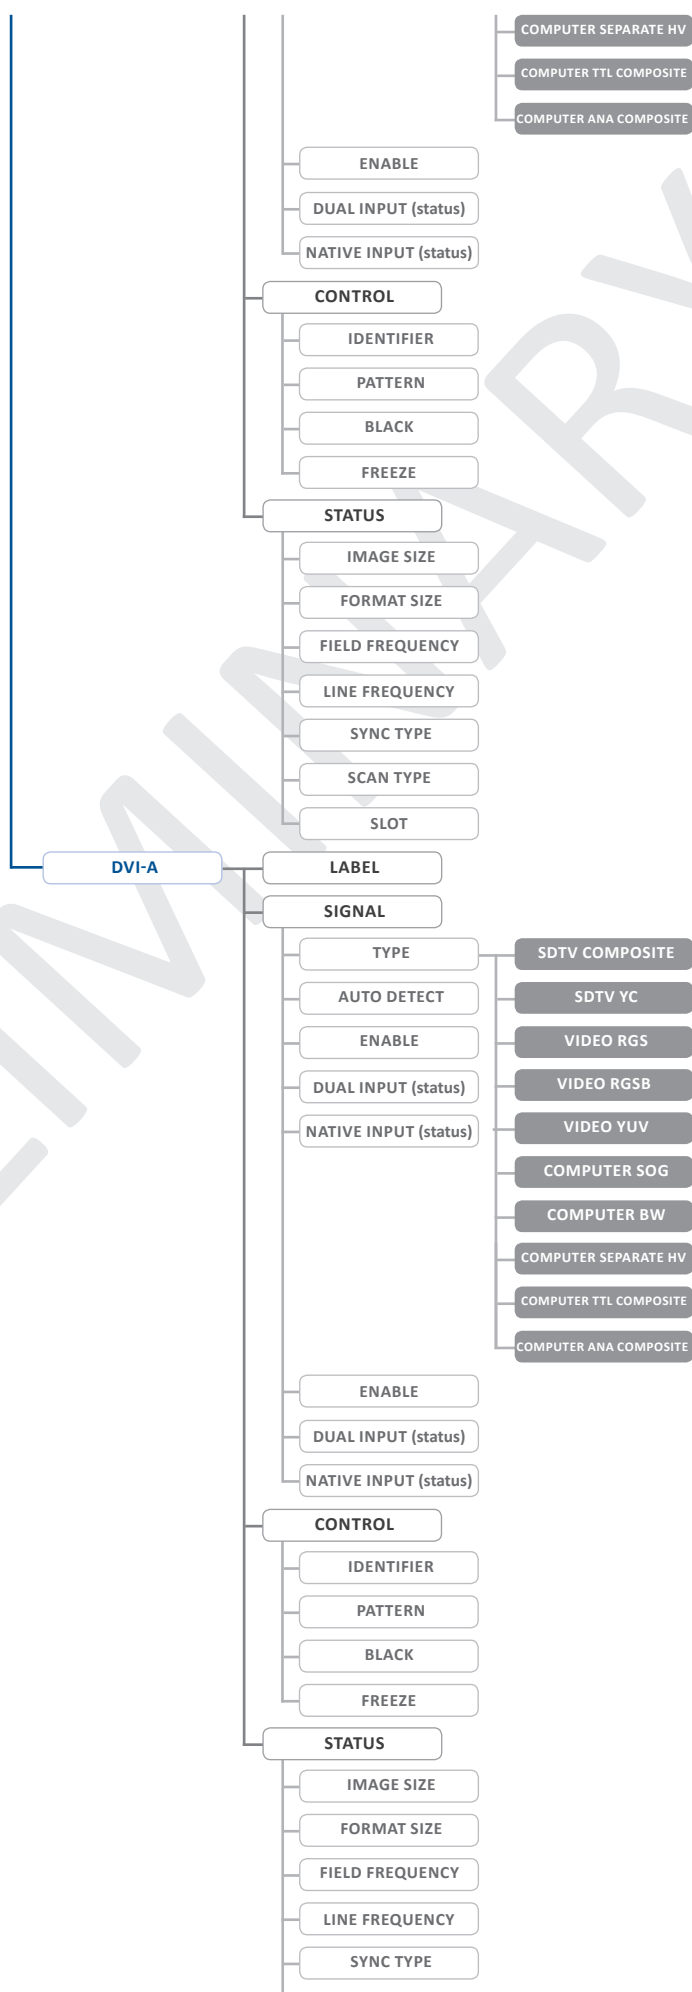 COMPUTER SEPARATE HV
COMPUTER TTL COMPOSITE
COMPUTER ANA COMPOSITE
ENABLE
DUAL INPUT (status)
NATIVE INPUT (status)
CONTROL
IDENTIFIER
PATTERN
BLACK
FREEZE
STATUS
IMAGE SIZE
FORMAT SIZE
FIELD FREQUENCY
LINE FREQUENCY
SYNC TYPE
SCAN TYPE
SLOT
DVI-A
LABEL
SIGNAL
TYPE
SDTV COMPOSITE
AUTO DETECT
SDTV YC
ENABLE
VIDEO RGS
DUAL INPUT (status)
VIDEO RGSB
NATIVE INPUT (status)
VIDEO YUV
COMPUTER SOG
COMPUTER BW
COMPUTER SEPARATE HV
COMPUTER TTL COMPOSITE
COMPUTER ANA COMPOSITE
ENABLE
DUAL INPUT (status)
NATIVE INPUT (status)
CONTROL
IDENTIFIER
PATTERN
BLACK
FREEZE
STATUS
IMAGE SIZE
FORMAT SIZE
FIELD FREQUENCY
LINE FREQUENCY
SYNC TYPE